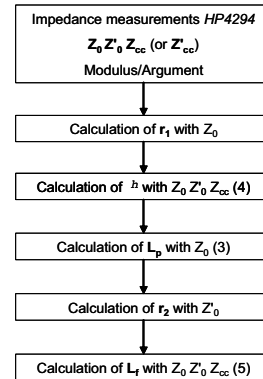 Impedance measurements HP4294
Z0 Z'0 Zcc (or Z'cc)
Modulus/Argument
Calculation of r1 with Z0
Calculation of h with Z0 Z'0 Zcc (4)
Calculation of Lp with Z0 (3)
Calculation of r2 with Z'0
Calculation of Lf with Z0 Z'0 Zcc (5)